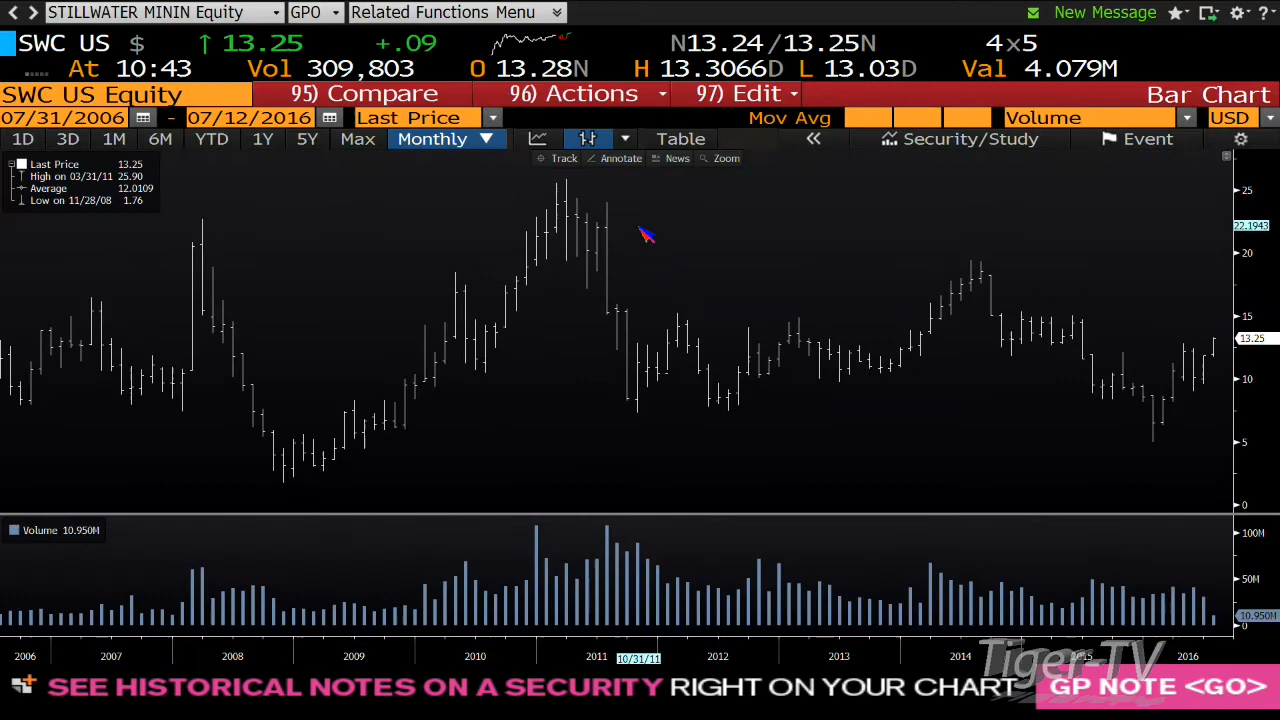 STILLWATER MININ Equity GPO Related Functions Menu New Message ?
SWC US $ ↑ 13.25 +.09 N13.24/13.25N 4x5
At 10:43 Vol 309,803 O 13.28N H 13.3066D L 13.03D Val 4.079M
SWC US Equity 95) Compare 96) Actions 97) Edit Bar Chart
07/31/2006 - 07/12/2016 Last Price Mov Avg Volume USD
1D 3D 1M 6M YTD 1Y 5Y Max Monthly ▼ Table « Security/Study Event
Track Annotate News Zoom
Last Price 13.25
High on 03/31/11 25.90
Average 12.0109
Low on 11/28/08 1.76
25
22.1943
20
15
13.25
10
5
0
Volume 10.950M
100M
50M
10.950M
0
2006 2007 2008 2009 2010 2011 10/31/11 2012 2013 2014 2015 2016
Tiger-TV
SEE HISTORICAL NOTES ON A SECURITY RIGHT ON YOUR CHART GP NOTE <GO>